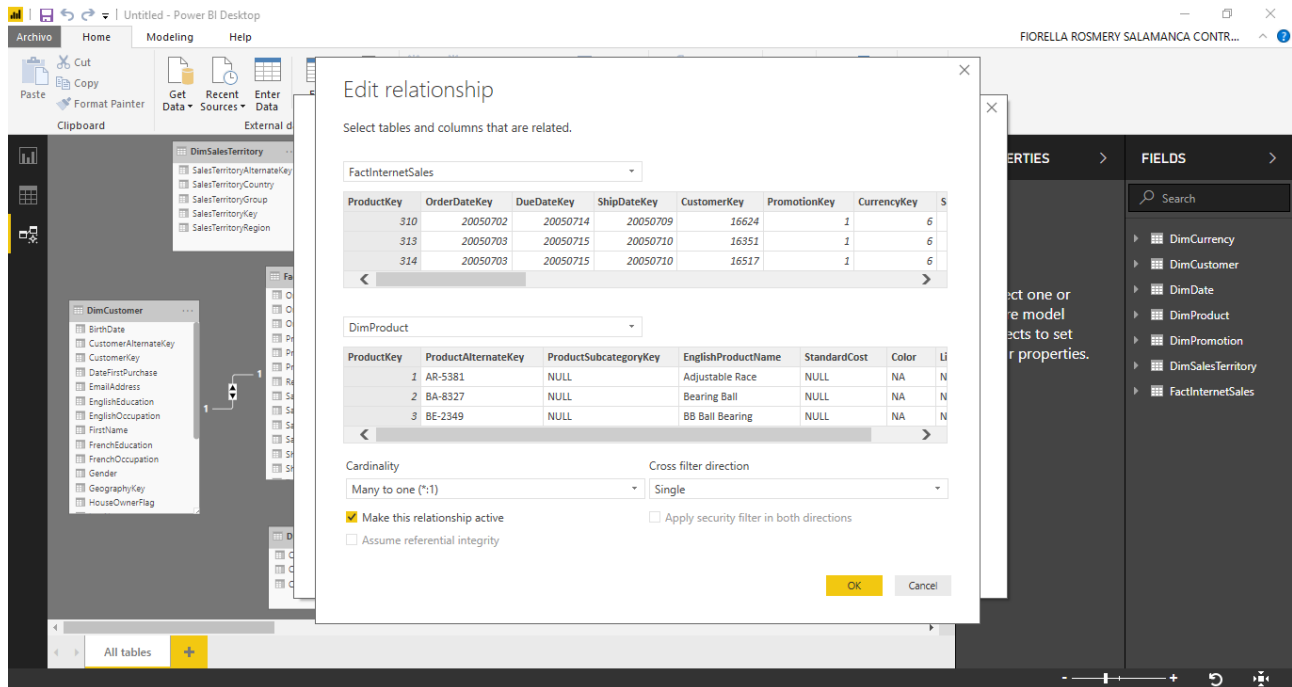 Untitled - Power BI Desktop
Archivo Home Modeling Help FIORELLA ROSMERY SALAMANCA CONTR...
Paste
Cut
Copy
Format Painter
Clipboard
Get Data
Recent Sources
Enter Data
External d
DimSalesTerritory
SalesTerritoryAlternateKey
SalesTerritoryCountry
SalesTerritoryGroup
SalesTerritoryKey
SalesTerritoryRegion
DimCustomer
BirthDate
CustomerAlternateKey
CustomerKey
DateFirstPurchase
EmailAddress
EnglishEducation
EnglishOccupation
FirstName
FrenchEducation
FrenchOccupation
Gender
GeographyKey
HouseOwnerFlag
1
1
Fa
Edit relationship
Select tables and columns that are related.
FactInternetSales
ProductKey OrderDateKey DueDateKey ShipDateKey CustomerKey PromotionKey CurrencyKey S
310 20050702 20050714 20050709 16624 1 6
313 20050703 20050715 20050710 16351 1 6
314 20050703 20050715 20050710 16517 1 6
DimProduct
ProductKey ProductAlternateKey ProductSubcategoryKey EnglishProductName StandardCost Color Li
1 AR-5381 NULL Adjustable Race NULL NA N
2 BA-8327 NULL Bearing Ball NULL NA N
3 BE-2349 NULL BB Ball Bearing NULL NA N
Cardinality Cross filter direction
Many to one (*:1) Single
Make this relationship active Apply security filter in both directions
Assume referential integrity
OK Cancel
ERTIES
ect one or
re model
ects to set
r properties.
FIELDS
Search
DimCurrency
DimCustomer
DimDate
DimProduct
DimPromotion
DimSalesTerritory
FactInternetSales
All tables